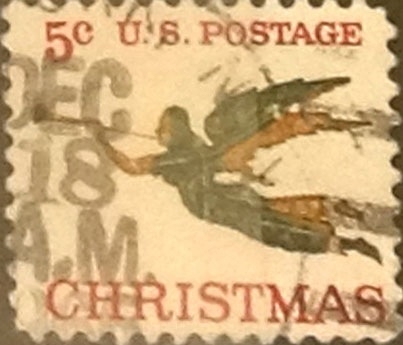 5c U.S. POSTAGE
DEC
18
A.M.
CHRISTMAS